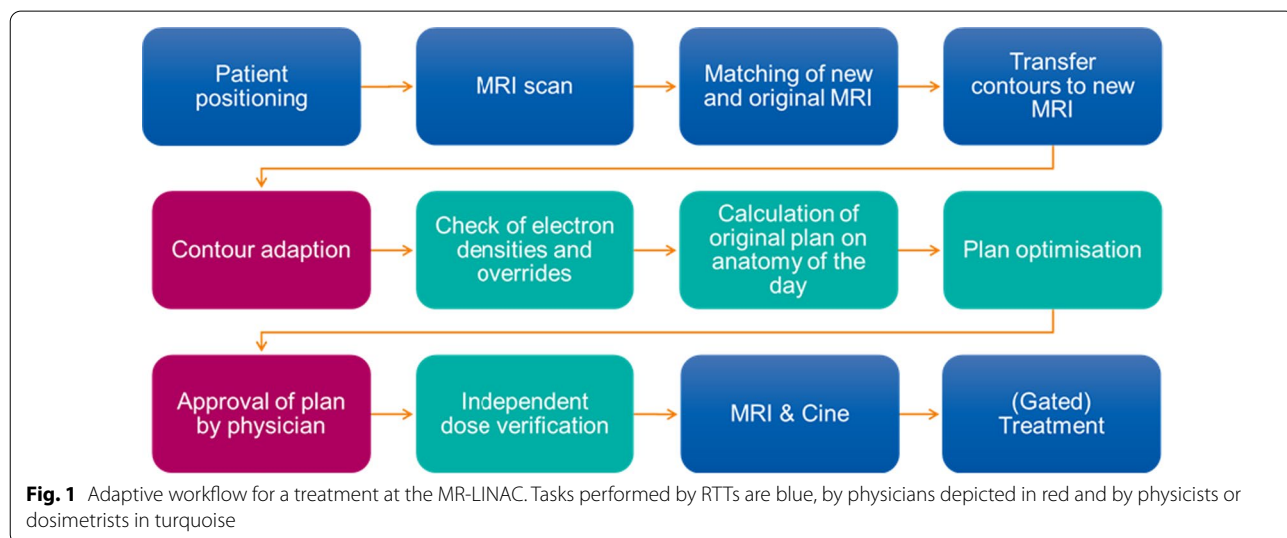 Patient
positioning
MRI scan
Matching of new
and original MRI
Transfer
contours to new
MRI
Contour adaption
Check of electron
densities and
overrides
Calculation of
original plan on
anatomy of the
day
Plan optimisation
Approval of plan
by physician
Independent
dose verification
MRI & Cine
(Gated)
Treatment
Fig. 1 Adaptive workflow for a treatment at the MR-LINAC. Tasks performed by RTTs are blue, by physicians depicted in red and by physicists or
dosimetrists in turquoise